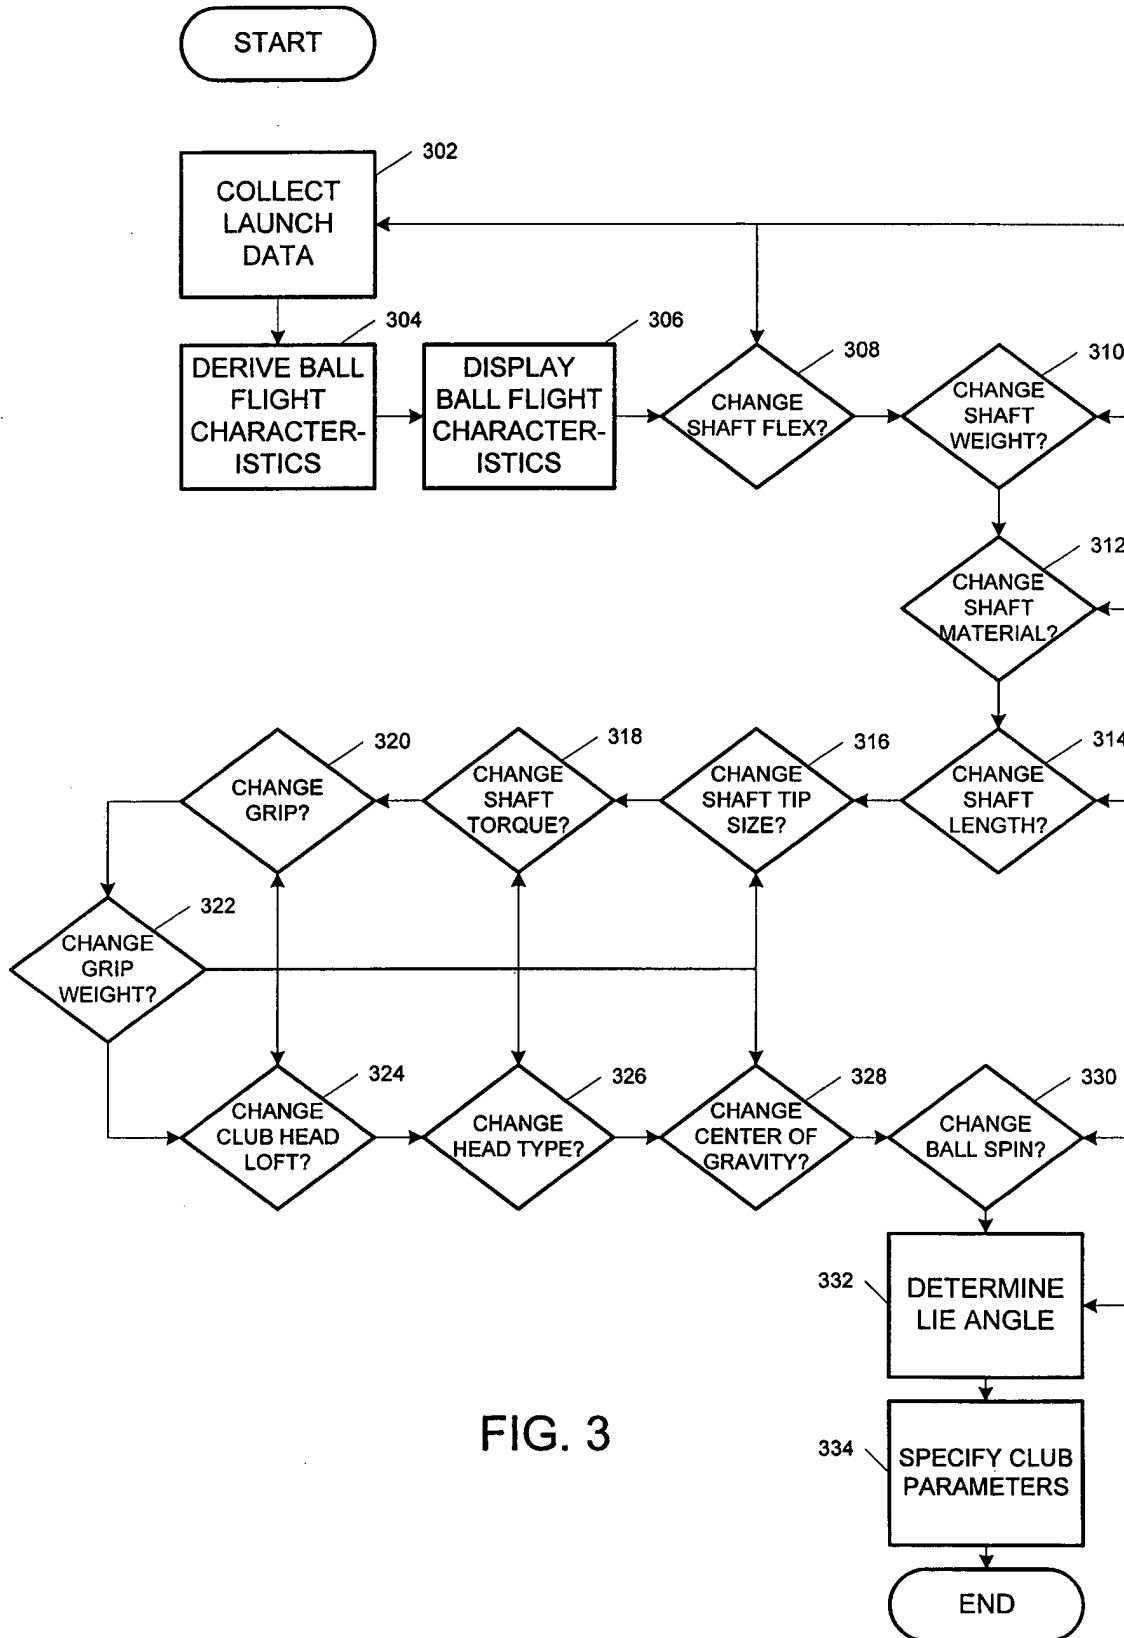 START
302
COLLECT
LAUNCH
DATA
304
DERIVE BALL
FLIGHT
CHARACTER-
ISTICS
306
DISPLAY
BALL FLIGHT
CHARACTER-
ISTICS
308
CHANGE
SHAFT FLEX?
310
CHANGE
SHAFT
WEIGHT?
312
CHANGE
SHAFT
MATERIAL?
314
CHANGE
SHAFT
LENGTH?
316
CHANGE
SHAFT TIP
SIZE?
318
CHANGE
SHAFT
TORQUE?
320
CHANGE
GRIP?
322
CHANGE
GRIP
WEIGHT?
324
CHANGE
CLUB HEAD
LOFT?
326
CHANGE
HEAD TYPE?
328
CHANGE
CENTER OF
GRAVITY?
330
CHANGE
BALL SPIN?
332
DETERMINE
LIE ANGLE
334
SPECIFY CLUB
PARAMETERS
END
FIG. 3